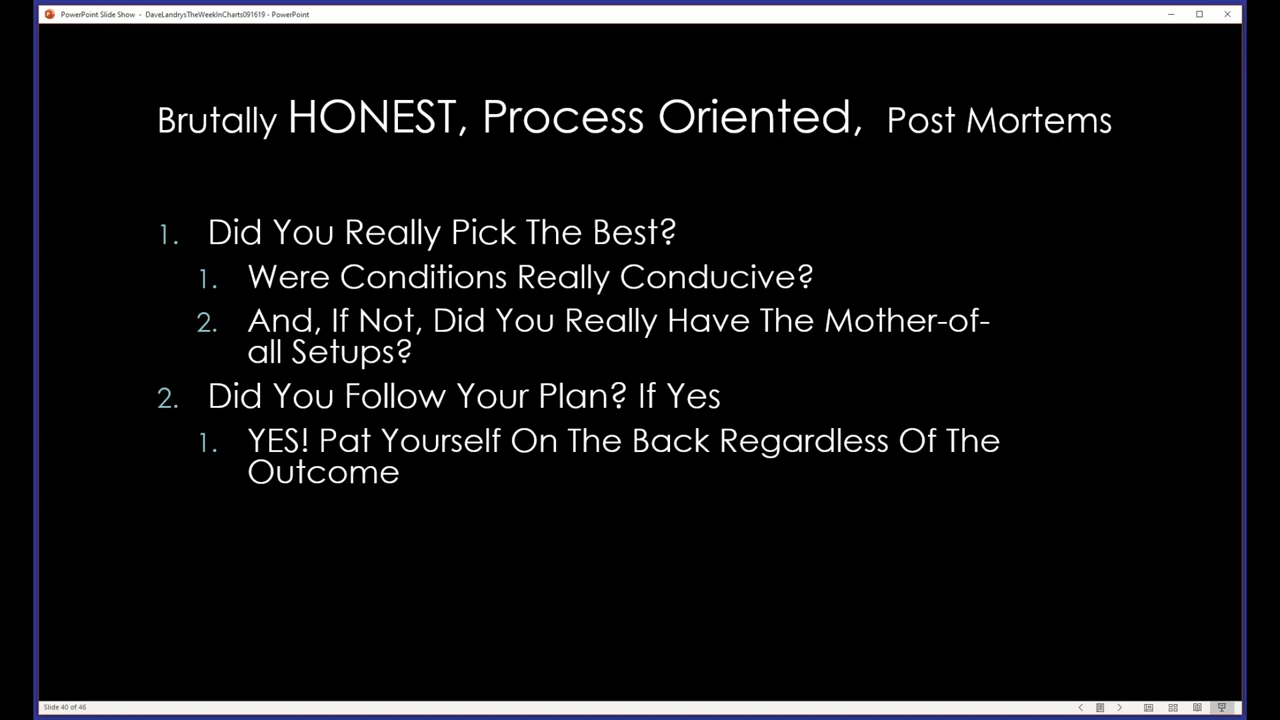 PowerPoint Slide Show - DaveLandrysTheWeekInCharts091619 - PowerPoint
Brutally HONEST, Process Oriented, Post Mortems
1. Did You Really Pick The Best?
1. Were Conditions Really Conducive?
2. And, If Not, Did You Really Have The Mother-of-
all Setups?
2. Did You Follow Your Plan? If Yes
1. YES! Pat Yourself On The Back Regardless Of The
Outcome
Slide 40 of 46